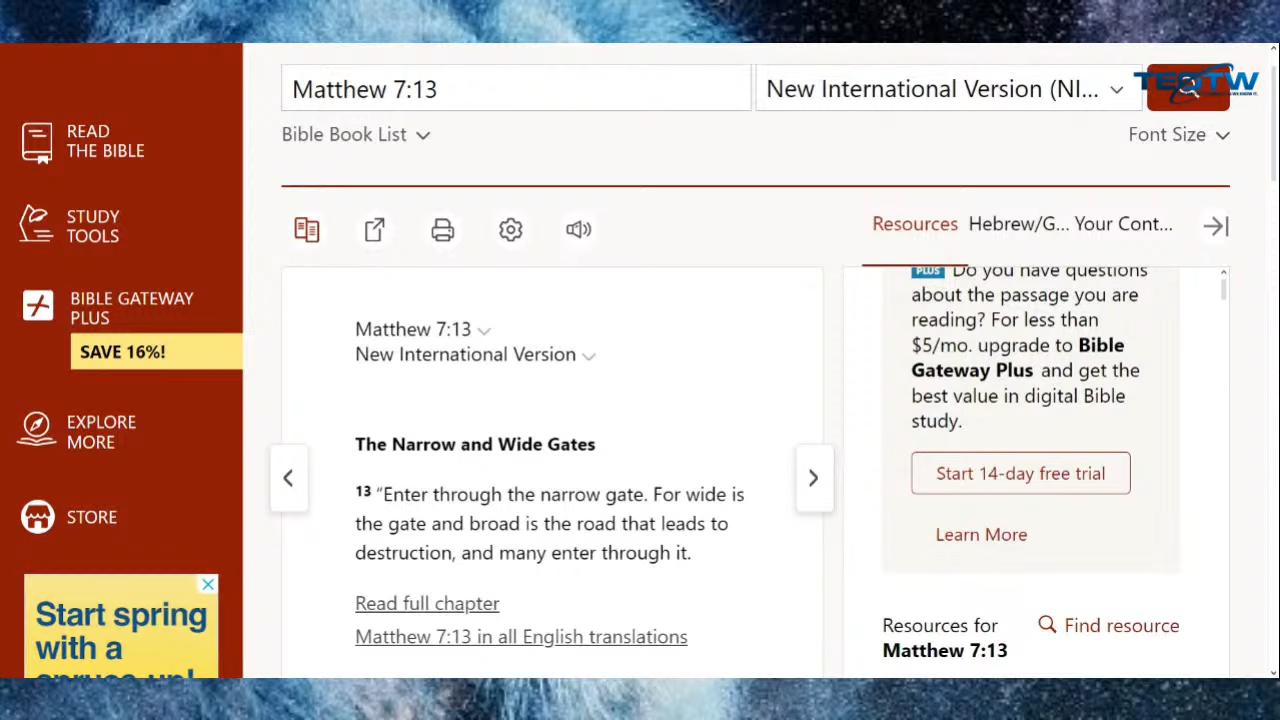 Matthew 7:13
New International Version (NI...
TEOTW
Bible Book List
Font Size
READ
THE BIBLE
STUDY
TOOLS
BIBLE GATEWAY
PLUS
SAVE 16%!
EXPLORE
MORE
STORE
Start spring
with a
spruce up!
Resources
Hebrew/G...
Your Cont...
Matthew 7:13
New International Version
The Narrow and Wide Gates
13 “Enter through the narrow gate. For wide is
the gate and broad is the road that leads to
destruction, and many enter through it.
Read full chapter
Matthew 7:13 in all English translations
PLUS Do you have questions
about the passage you are
reading? For less than
$5/mo. upgrade to Bible
Gateway Plus and get the
best value in digital Bible
study.
Start 14-day free trial
Learn More
Resources for
Matthew 7:13
Find resource